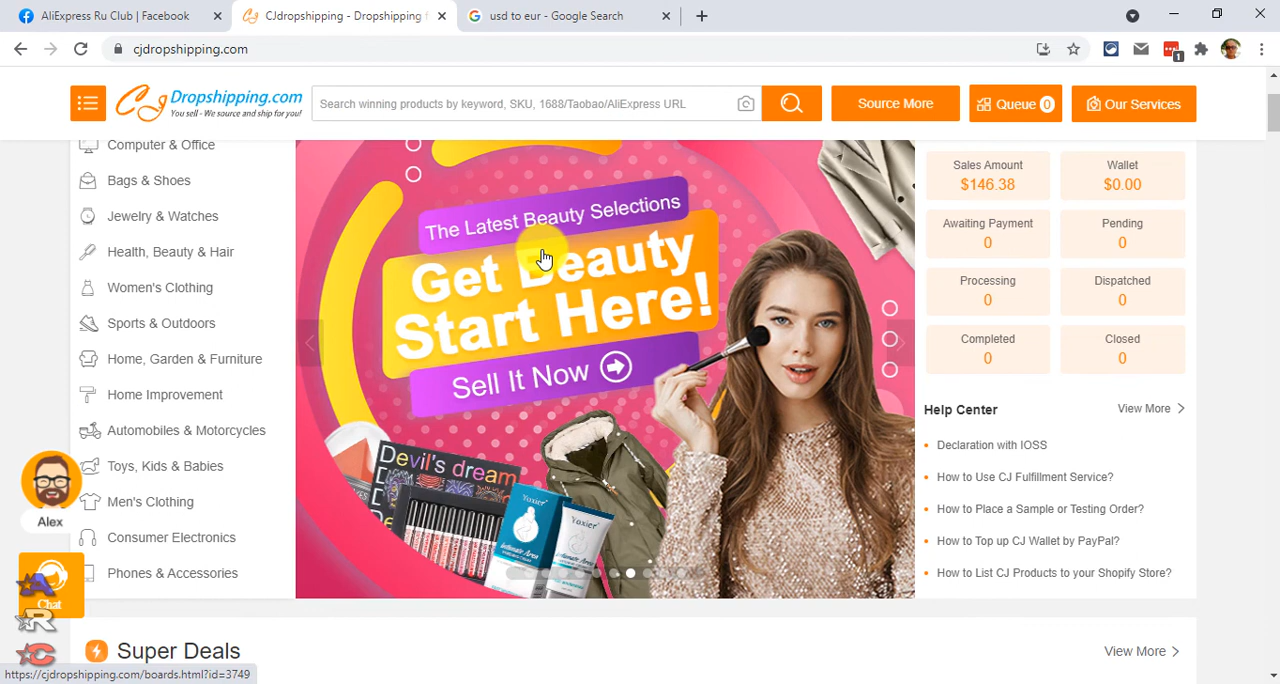 AliExpress Ru Club | Facebook
CJdropshipping - Dropshipping f
usd to eur - Google Search
cjdropshipping.com
1
CJ Dropshipping.com
You sell - We source and ship for you!
Search winning products by keyword, SKU, 1688/Taobao/AliExpress URL
Source More
Queue 0
Our Services
Computer & Office
Bags & Shoes
Jewelry & Watches
Health, Beauty & Hair
Women's Clothing
Sports & Outdoors
Home, Garden & Furniture
Home Improvement
Automobiles & Motorcycles
Toys, Kids & Babies
Men's Clothing
Consumer Electronics
Phones & Accessories
Alex
Chat
The Latest Beauty Selections
Get Beauty
Start Here!
Sell It Now
Devil's dream
Yoxier
Yoxier
Sales Amount
$146.38
Wallet
$0.00
Awaiting Payment
0
Pending
0
Processing
0
Dispatched
0
Completed
0
Closed
0
Help Center
View More
Declaration with IOSS
How to Use CJ Fulfillment Service?
How to Place a Sample or Testing Order?
How to Top up CJ Wallet by PayPal?
How to List CJ Products to your Shopify Store?
Super Deals
View More
https://cjdropshipping.com/boards.html?id=3749